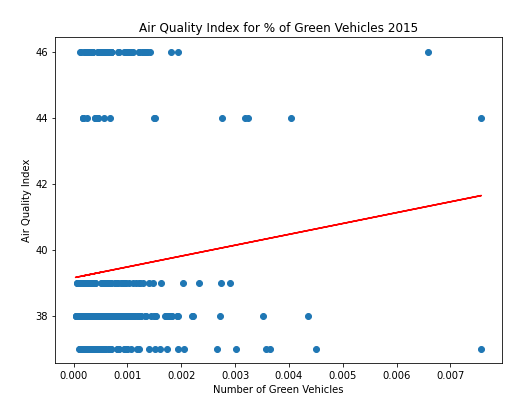 Air Quality Index for % of Green Vehicles 2015
46
44
42
40
38
Air Quality Index
0.000 0.001 0.002 0.003 0.004 0.005 0.006 0.007
Number of Green Vehicles